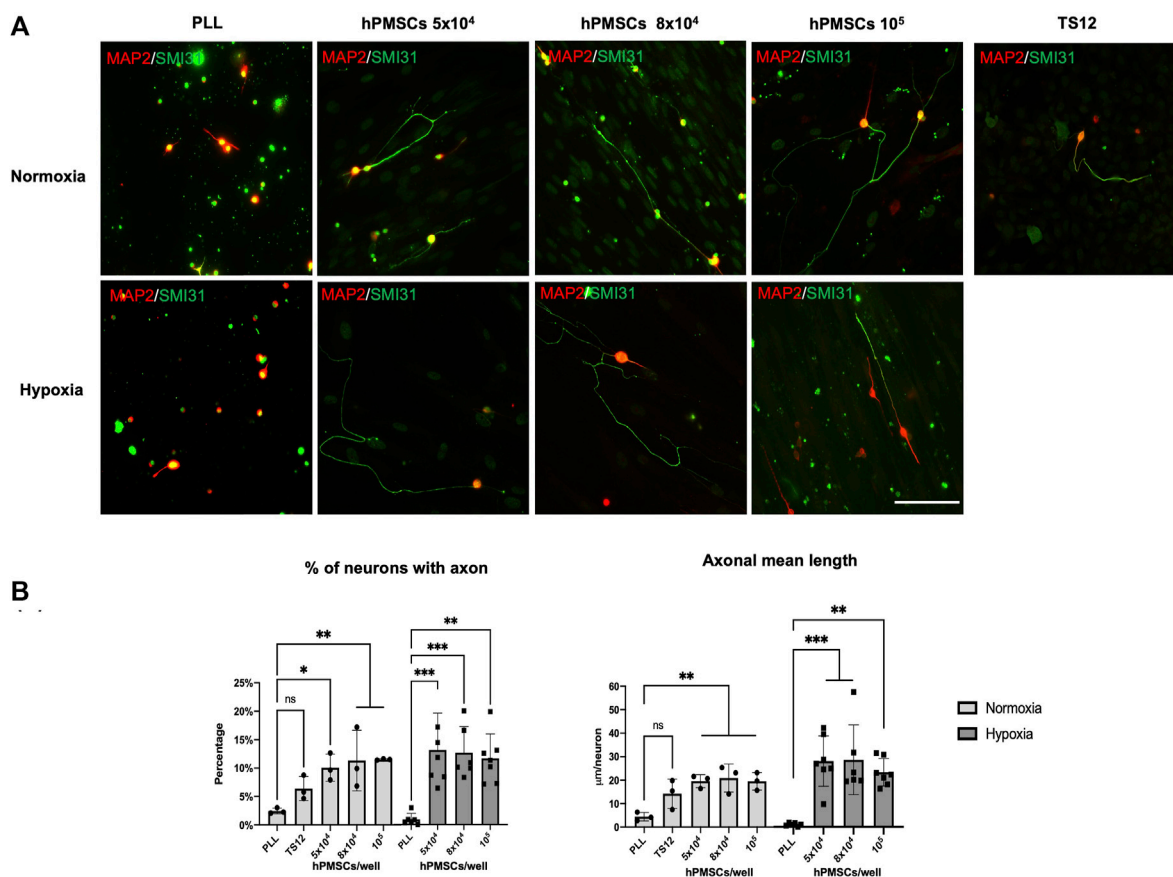 A
PLL
hPMSCs 5x10⁴
hPMSCs 8x10⁴
hPMSCs 10⁵
TS12
Normoxia
MAP2/SMI31
MAP2/SMI31
MAP2/SMI31
MAP2/SMI31
MAP2/SMI31
Hypoxia
MAP2/SMI31
MAP2/SMI31
MAP2/SMI31
MAP2/SMI31
B
% of neurons with axon
**
**
*
***
ns
***
25%
20%
15%
10%
5%
0%
Percentage
PLL
TS12
5x10⁴
8x10⁴
10⁵
PLL
5x10⁴
8x10⁴
10⁵
hPMSCs/well
hPMSCs/well
Axonal mean length
**
***
**
ns
60
50
40
30
20
10
0
µm/neuron
PLL
TS12
5x10⁴
8x10⁴
10⁵
PLL
5x10⁴
8x10⁴
10⁵
hPMSCs/well
hPMSCs/well
Normoxia
Hypoxia